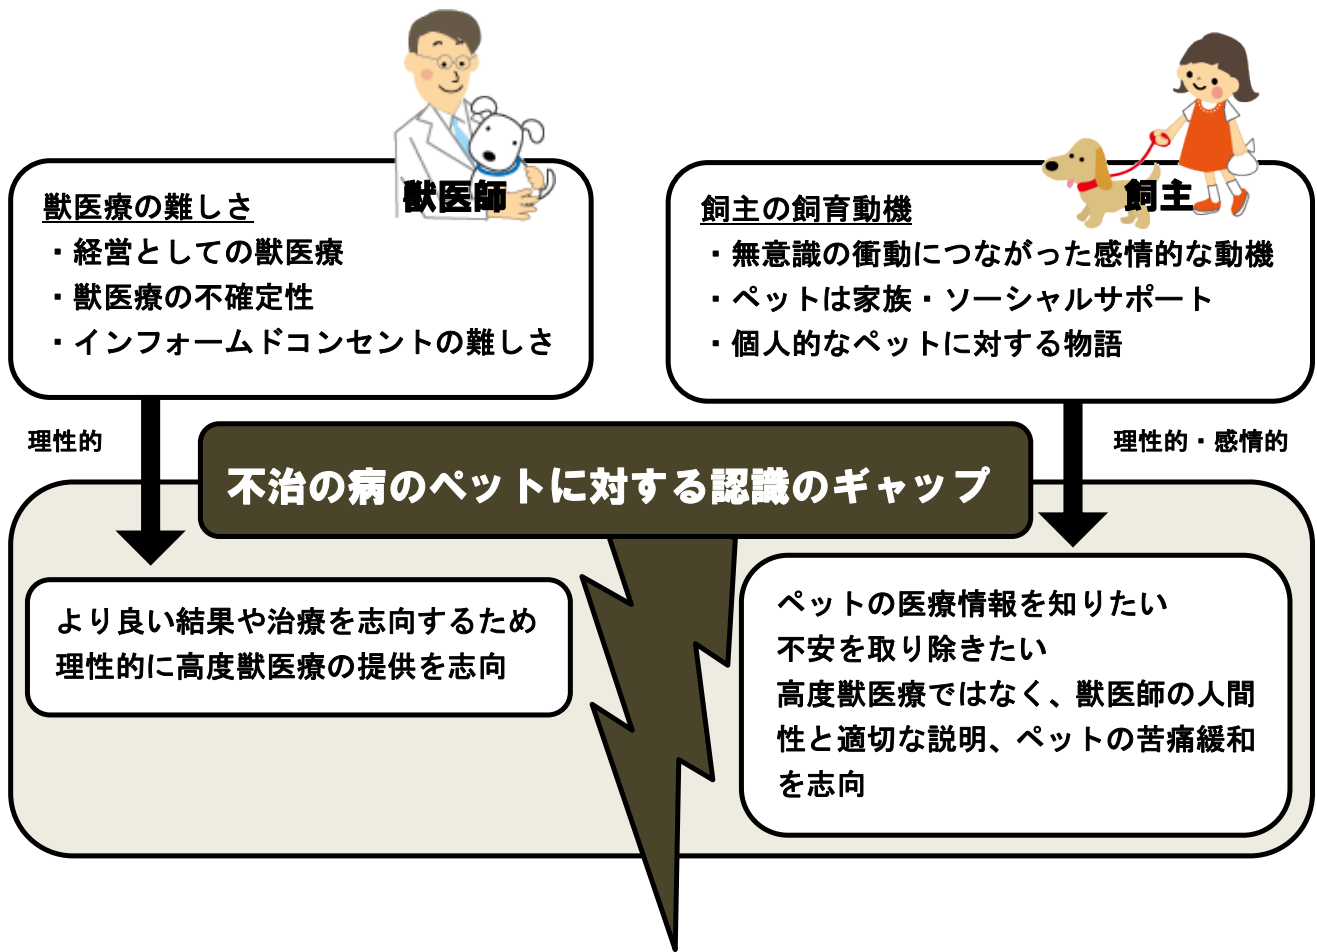 獣医師
獣医療の難しさ
・経営としての獣医療
・獣医療の不確定性
・インフォームドコンセントの難しさ
飼主
飼主の飼育動機
・無意識の衝動につながった感情的な動機
・ペットは家族・ソーシャルサポート
・個人的なペットに対する物語
理性的
理性的・感情的
不治の病のペットに対する認識のギャップ
より良い結果や治療を志向するため
理性的に高度獣医療の提供を志向
ペットの医療情報を知りたい
不安を取り除きたい
高度獣医療ではなく、獣医師の人間
性と適切な説明、ペットの苦痛緩和
を志向